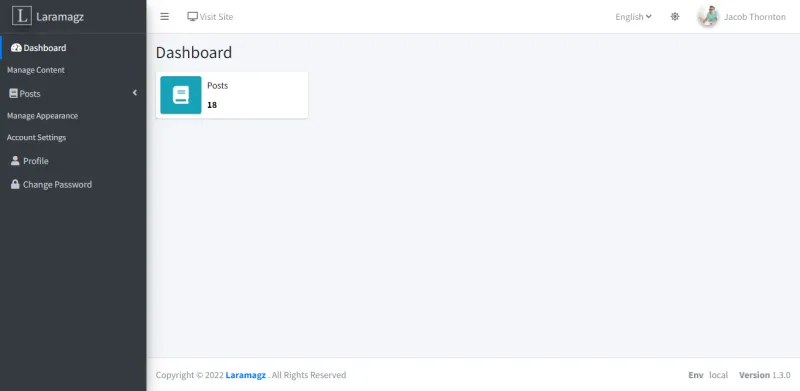 L Laramagz
Visit Site
English
Jacob Thornton
Dashboard
Manage Content
Posts
Manage Appearance
Account Settings
Profile
Change Password
Dashboard
Posts
18
Copyright © 2022 Laramagz . All Rights Reserved
Env local Version 1.3.0